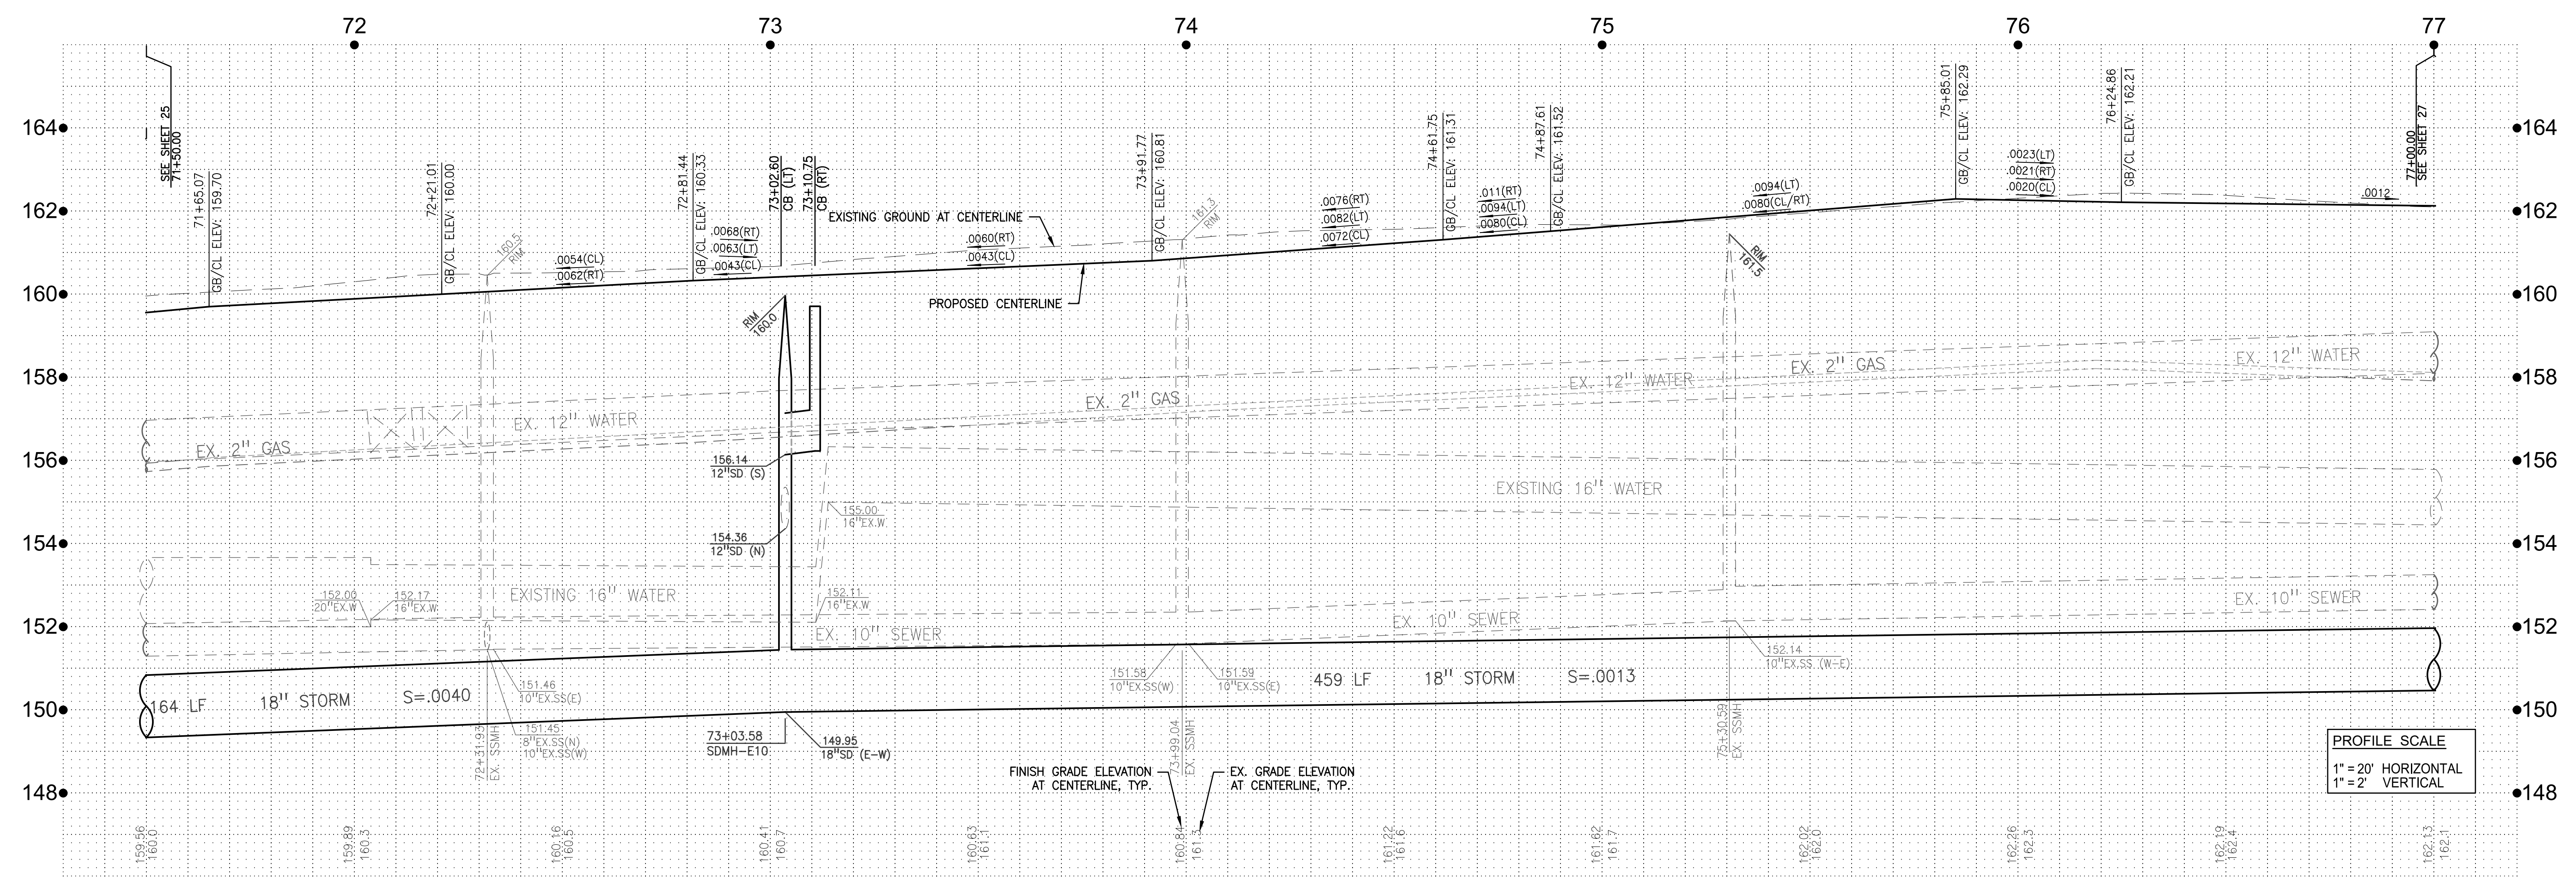 72
73
74
75
76
77
164
162
160
158
156
154
152
150
148
164
162
160
158
156
154
152
150
148
SEE SHEET 25
71+50.00
71+65.07
GB/CL ELEV: 159.70
72+21.01
GB/CL ELEV: 160.00
160.5
RIM
.0054(CL)
.0062(RT)
72+81.44
GB/CL ELEV: 160.33
.0068(RT)
.0063(LT)
.0043(CL)
73+02.60
CB (LT)
73+10.75
CB (RT)
EXISTING GROUND AT CENTERLINE
.0060(RT)
.0043(CL)
PROPOSED CENTERLINE
73+91.77
GB/CL ELEV: 160.81
161.3
RIM
.0076(RT)
.0082(LT)
.0072(CL)
74+61.75
GB/CL ELEV: 161.31
.011(RT)
.0094(LT)
.0080(CL)
74+87.61
GB/CL ELEV: 161.52
.0094(LT)
.0080(CL/RT)
RIM
161.5
75+85.01
GB/CL ELEV: 162.29
.0023(LT)
.0021(RT)
.0020(CL)
76+24.86
GB/CL ELEV: 162.21
.0012
77+00.00
SEE SHEET 27
RIM
160.0
EX. 2" GAS
EX. 12" WATER
EX. 2" GAS
EX. 12" WATER
EX. 2" GAS
EX. 12" WATER
156.14
12"SD (S)
154.36
12"SD (N)
155.00
16"EX.W
EXISTING 16" WATER
152.00
20"EX.W
152.17
16"EX.W
EXISTING 16" WATER
152.11
16"EX.W
EX. 10" SEWER
EX. 10" SEWER
EX. 10" SEWER
164 LF
18" STORM
S=.0040
151.46
10"EX.SS(E)
151.45
8"EX.SS(N)
10"EX.SS(W)
72+31.93
EX. SSMH
73+03.58
SDMH-E10
149.95
18"SD (E-W)
151.58
10"EX.SS(W)
151.59
10"EX.SS(E)
73+99.04
EX. SSMH
459 LF
18" STORM
S=.0013
152.14
10"EX.SS (W-E)
75+30.59
EX. SSMH
FINISH GRADE ELEVATION
AT CENTERLINE, TYP.
EX. GRADE ELEVATION
AT CENTERLINE, TYP.
PROFILE SCALE
1"=20' HORIZONTAL
1"=2' VERTICAL
159.56
160.0
159.89
160.3
160.16
160.5
160.41
160.7
160.63
161.1
160.84
161.3
161.22
161.6
161.62
161.7
162.02
162.0
162.26
162.3
162.19
162.4
162.13
162.1